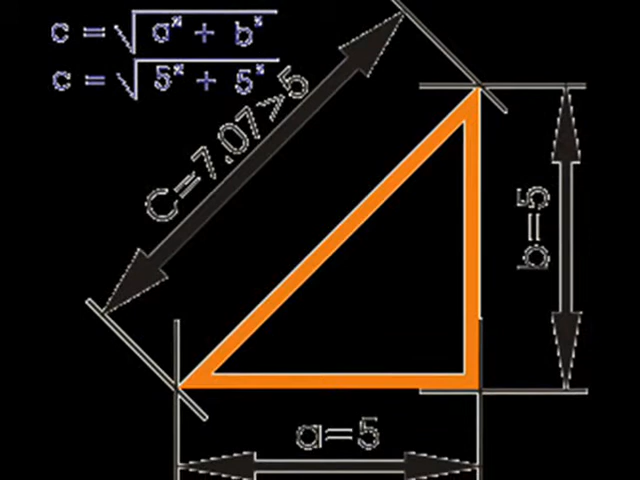 c = √a² + b²
c = √5² + 5²
C=7.07>5
b=5
a=5